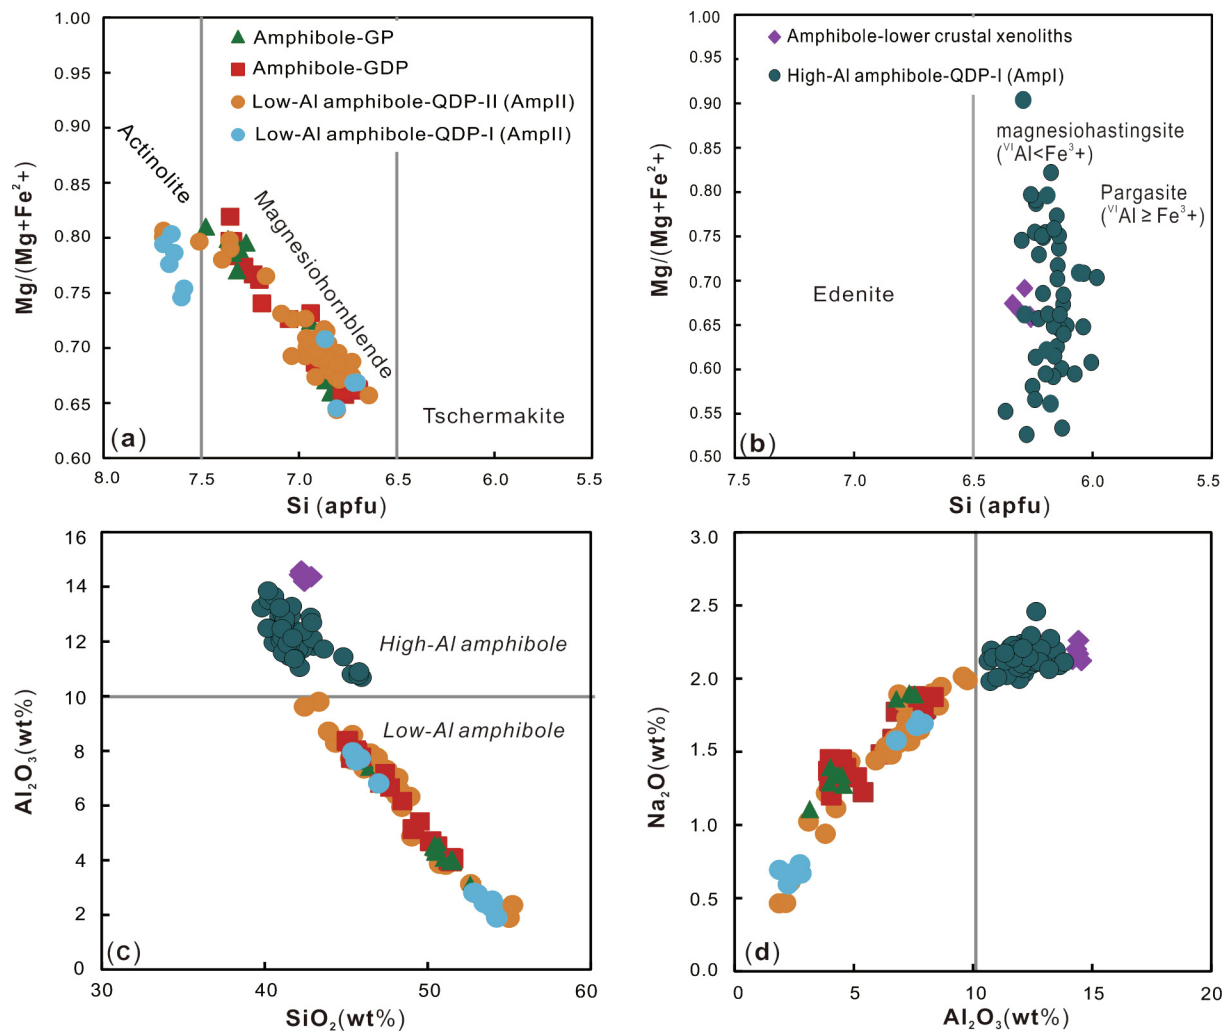 1.00
0.95
0.90
0.85
0.80
0.75
0.70
0.65
0.60
Mg/(Mg+Fe²+)
Amphibole-GP
Amphibole-GDP
Low-Al amphibole-QDP-II (AmpII)
Low-Al amphibole-QDP-I (AmpII)
Actinolite
Magnesiohornblende
Tschermakite
(a)
8.0 7.5 7.0 6.5 6.0 5.5
Si (apfu)
1.00
0.95
0.90
0.80
0.80
0.75
0.70
0.65
0.60
0.55
0.50
Mg/(Mg+Fe²+)
Amphibole-lower crustal xenoliths
High-Al amphibole-QDP-I (AmpI)
magnesiohastingsite
(ⱽᴵAl<Fe³+)
Pargasite
(ⱽᴵAl ≥ Fe³+)
Edenite
(b)
7.5 7.0 6.5 6.0 5.5
Si (apfu)
16
14
12
10
8
6
4
2
0
Al₂O₃(wt%)
High-Al amphibole
Low-Al amphibole
(c)
30 40 50 60
SiO₂(wt%)
3.0
2.5
2.0
1.5
1.0
0.5
0.0
Na₂O(wt%)
(d)
0 5 10 15 20
Al₂O₃(wt%)